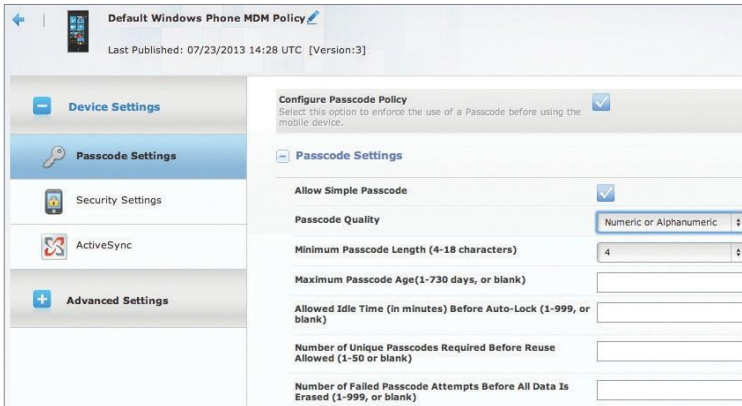 Default Windows Phone MDM Policy
Last Published: 07/23/2013 14:28 UTC [Version:3]
Device Settings
Passcode Settings
Security Settings
ActiveSync
Advanced Settings
Configure Passcode Policy
Select this option to enforce the use of a Passcode before using the
mobile device.
Passcode Settings
Allow Simple Passcode
Passcode Quality
Numeric or Alphanumeric
Minimum Passcode Length (4-18 characters)
4
Maximum Passcode Age(1-730 days, or blank)
Allowed Idle Time (in minutes) Before Auto-Lock (1-999, or
blank)
Number of Unique Passcodes Required Before Reuse
Allowed (1-50 or blank)
Number of Failed Passcode Attempts Before All Data Is
Erased (1-999, or blank)